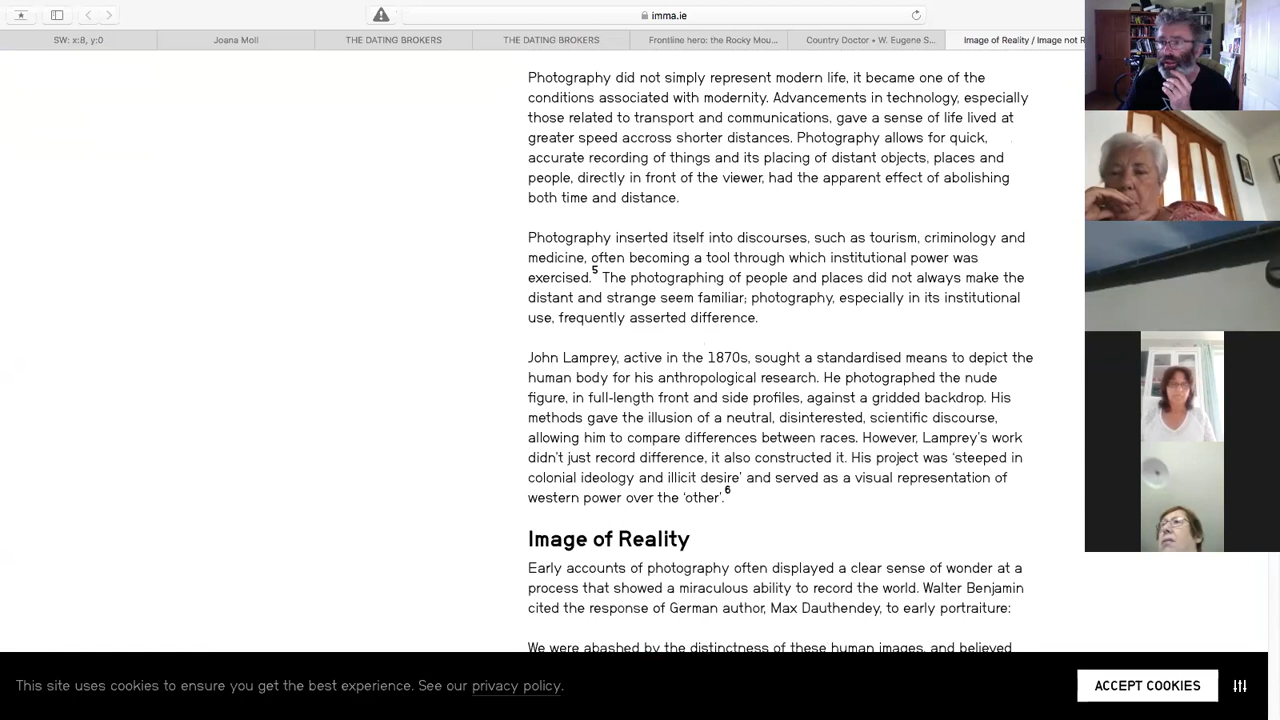 imma.ie
SW: x:8, y:0
Joana Moll
THE DATING BROKERS
THE DATING BROKERS
Frontline hero: the Rocky Mou...
Country Doctor • W. Eugene S...
Image of Reality / Image not R
Photography did not simply represent modern life, it became one of the
conditions associated with modernity. Advancements in technology, especially
those related to transport and communications, gave a sense of life lived at
greater speed accross shorter distances. Photography allows for quick,
accurate recording of things and its placing of distant objects, places and
people, directly in front of the viewer, had the apparent effect of abolishing
both time and distance.
Photography inserted itself into discourses, such as tourism, criminology and
medicine, often becoming a tool through which institutional power was
exercised.5 The photographing of people and places did not always make the
distant and strange seem familiar; photography, especially in its institutional
use, frequently asserted difference.
John Lamprey, active in the 1870s, sought a standardised means to depict the
human body for his anthropological research. He photographed the nude
figure, in full-length front and side profiles, against a gridded backdrop. His
methods gave the illusion of a neutral, disinterested, scientific discourse,
allowing him to compare differences between races. However, Lamprey's work
didn't just record difference, it also constructed it. His project was 'steeped in
colonial ideology and illicit desire' and served as a visual representation of
western power over the 'other'.6
Image of Reality
Early accounts of photography often displayed a clear sense of wonder at a
process that showed a miraculous ability to record the world. Walter Benjamin
cited the response of German author, Max Dauthendey, to early portraiture:
We were abashed by the distinctness of these human images, and believed
This site uses cookies to ensure you get the best experience. See our privacy policy.
ACCEPT COOKIES